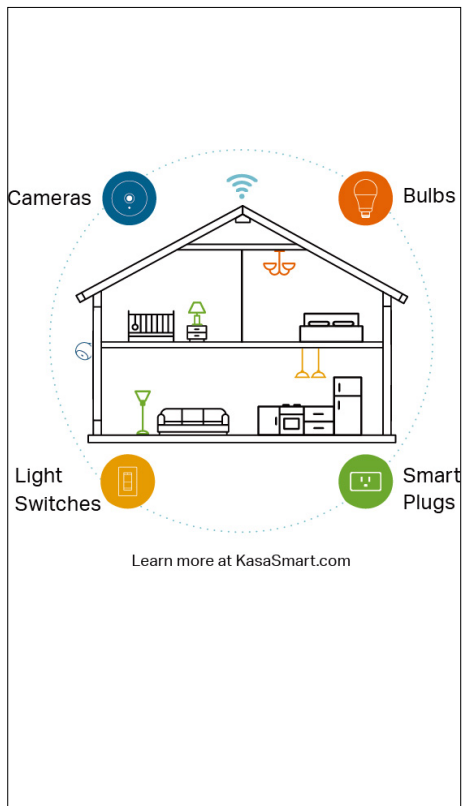 Cameras
Bulbs
Light
Switches
Smart
Plugs
Learn more at KasaSmart.com